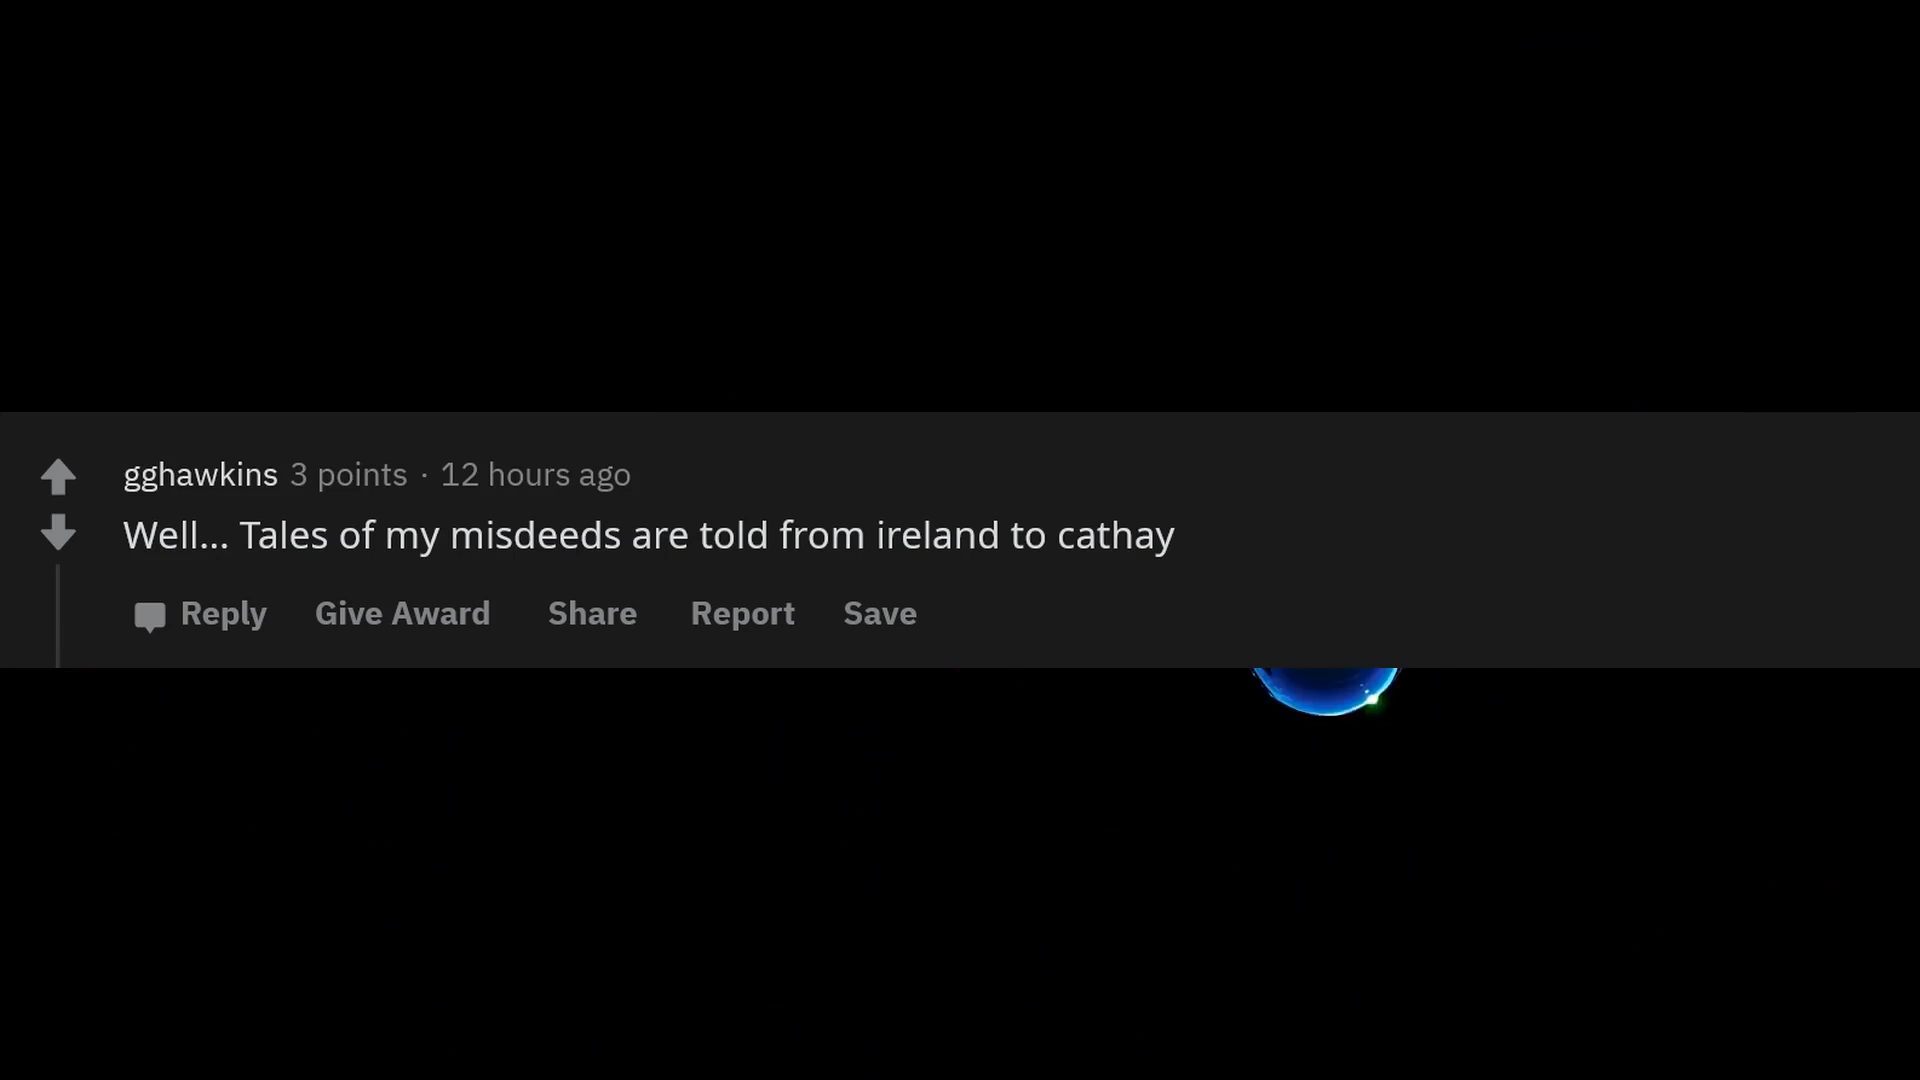 gghawkins 3 points · 12 hours ago
Well... Tales of my misdeeds are told from ireland to cathay
Reply Give Award Share Report Save